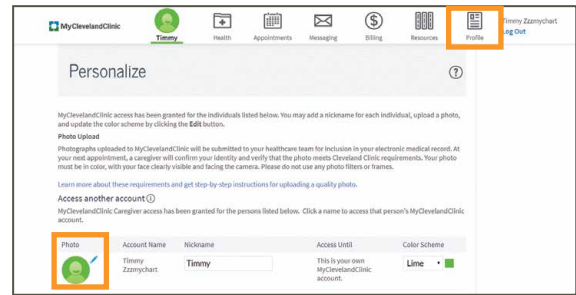 MyClevelandClinic
Timmy
Health
Appointments
Messaging
Billing
Resources
Profile
Timmy Zzzmychart
Log Out
Personalize
MyClevelandClinic access has been granted for the individuals listed below. You may add a nickname for each individual, upload a photo,
and update the color scheme by clicking the Edit button.
Photo Upload
Photographs uploaded to MyClevelandClinic will be submitted to your healthcare team for inclusion in your electronic medical record. At
your next appointment, a caregiver will confirm your identity and verify that the photo meets Cleveland Clinic requirements. Your photo
must be in color, with your face clearly visible and facing the camera. Please do not use any photo filters or frames.
Learn more about these requirements and get step-by-step instructions for uploading a quality photo.
Access another account
MyClevelandClinic Caregiver access has been granted for the persons listed below. Click a name to access that person's MyClevelandClinic
account.
Photo Account Name Nickname Access Until Color Scheme
Timmy
Zzzmychart
Timmy
This is your own
MyClevelandClinic
account.
Lime